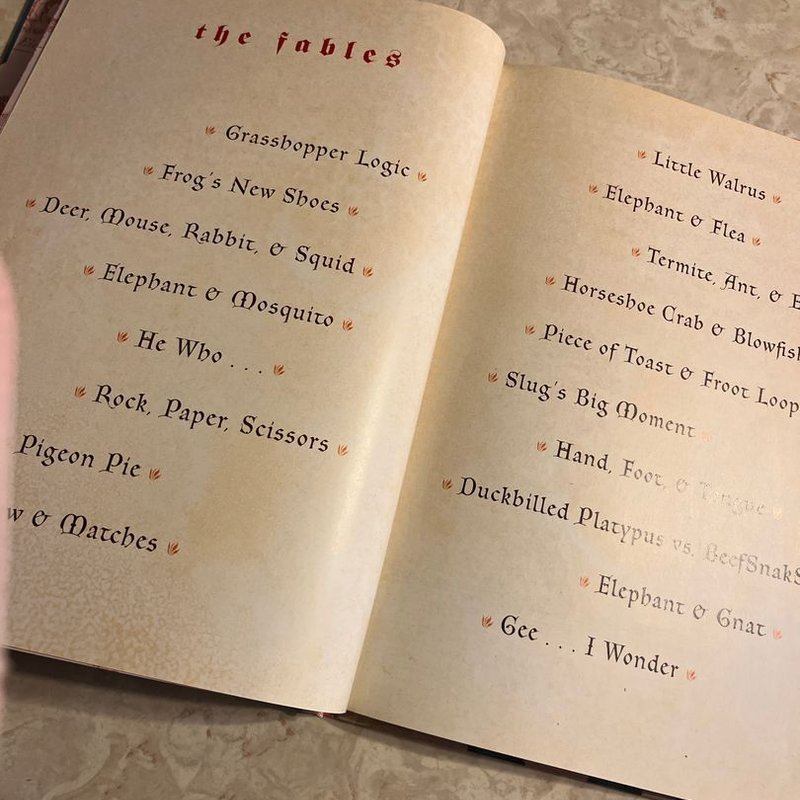 the fables
Grasshopper Logic
Frog's New Shoes
Deer, Mouse, Rabbit, & Squid
Elephant & Mosquito
He Who . . .
Rock, Paper, Scissors
Pigeon Pie
& Matches
Little Walrus
Elephant & Flea
Termite, Ant, &
Horseshoe Crab & Blowfish
Piece of Toast & Froot Loop
Slug's Big Moment
Hand, Foot, & Tongue
Duckbilled Platypus vs. BeefSnakS
Elephant & Gnat
Gee . . . I Wonder